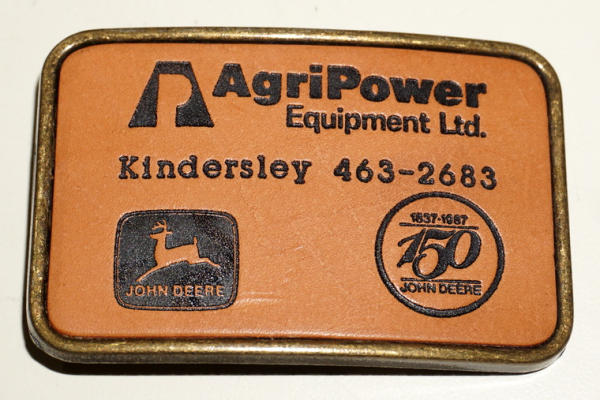 AgriPower
Equipment Ltd.
Kindersley 463-2683
JOHN DEERE
1837-1987
150
JOHN DEERE